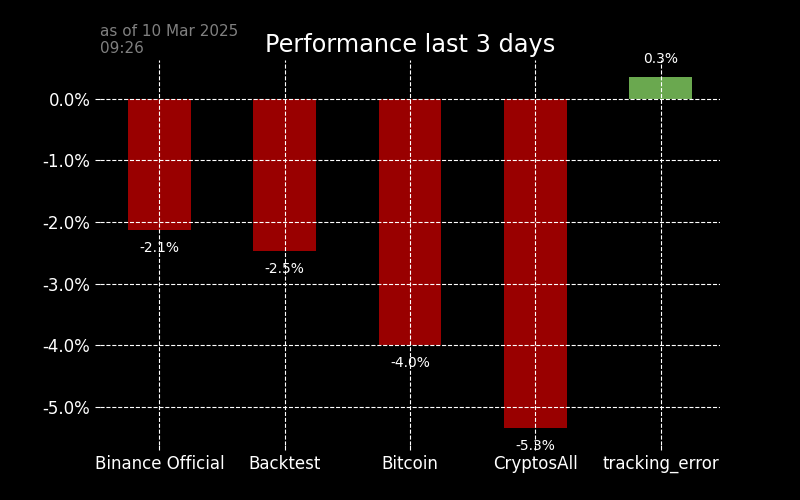 as of 10 Mar 2025
09:26
Performance last 3 days
0.3%
0.0%
-1.0%
-2.0%
-3.0%
-4.0%
-5.0%
-2.1%
-2.5%
-4.0%
-5.3%
Binance Official
Backtest
Bitcoin
CryptosAll
tracking_error